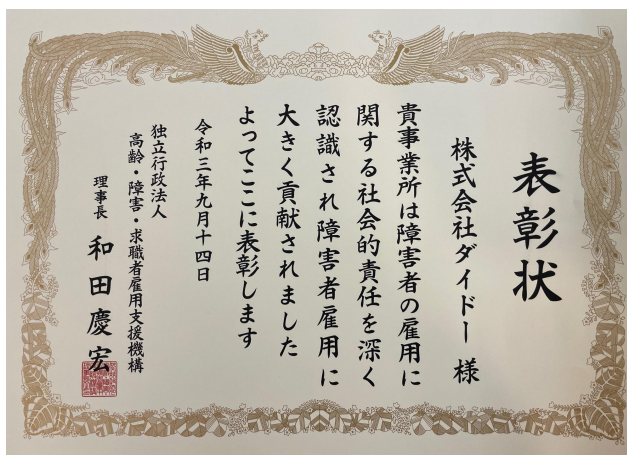 表彰状
株式会社ダイドー 様
貴事業所は障害者の雇用に
関する社会的責任を深く
認識され障害者雇用に
大きく貢献されました
よってここに表彰します
令和三年九月十四日
独立行政法人
高齢・障害・求職者雇用支援機構
理事長 和田慶宏